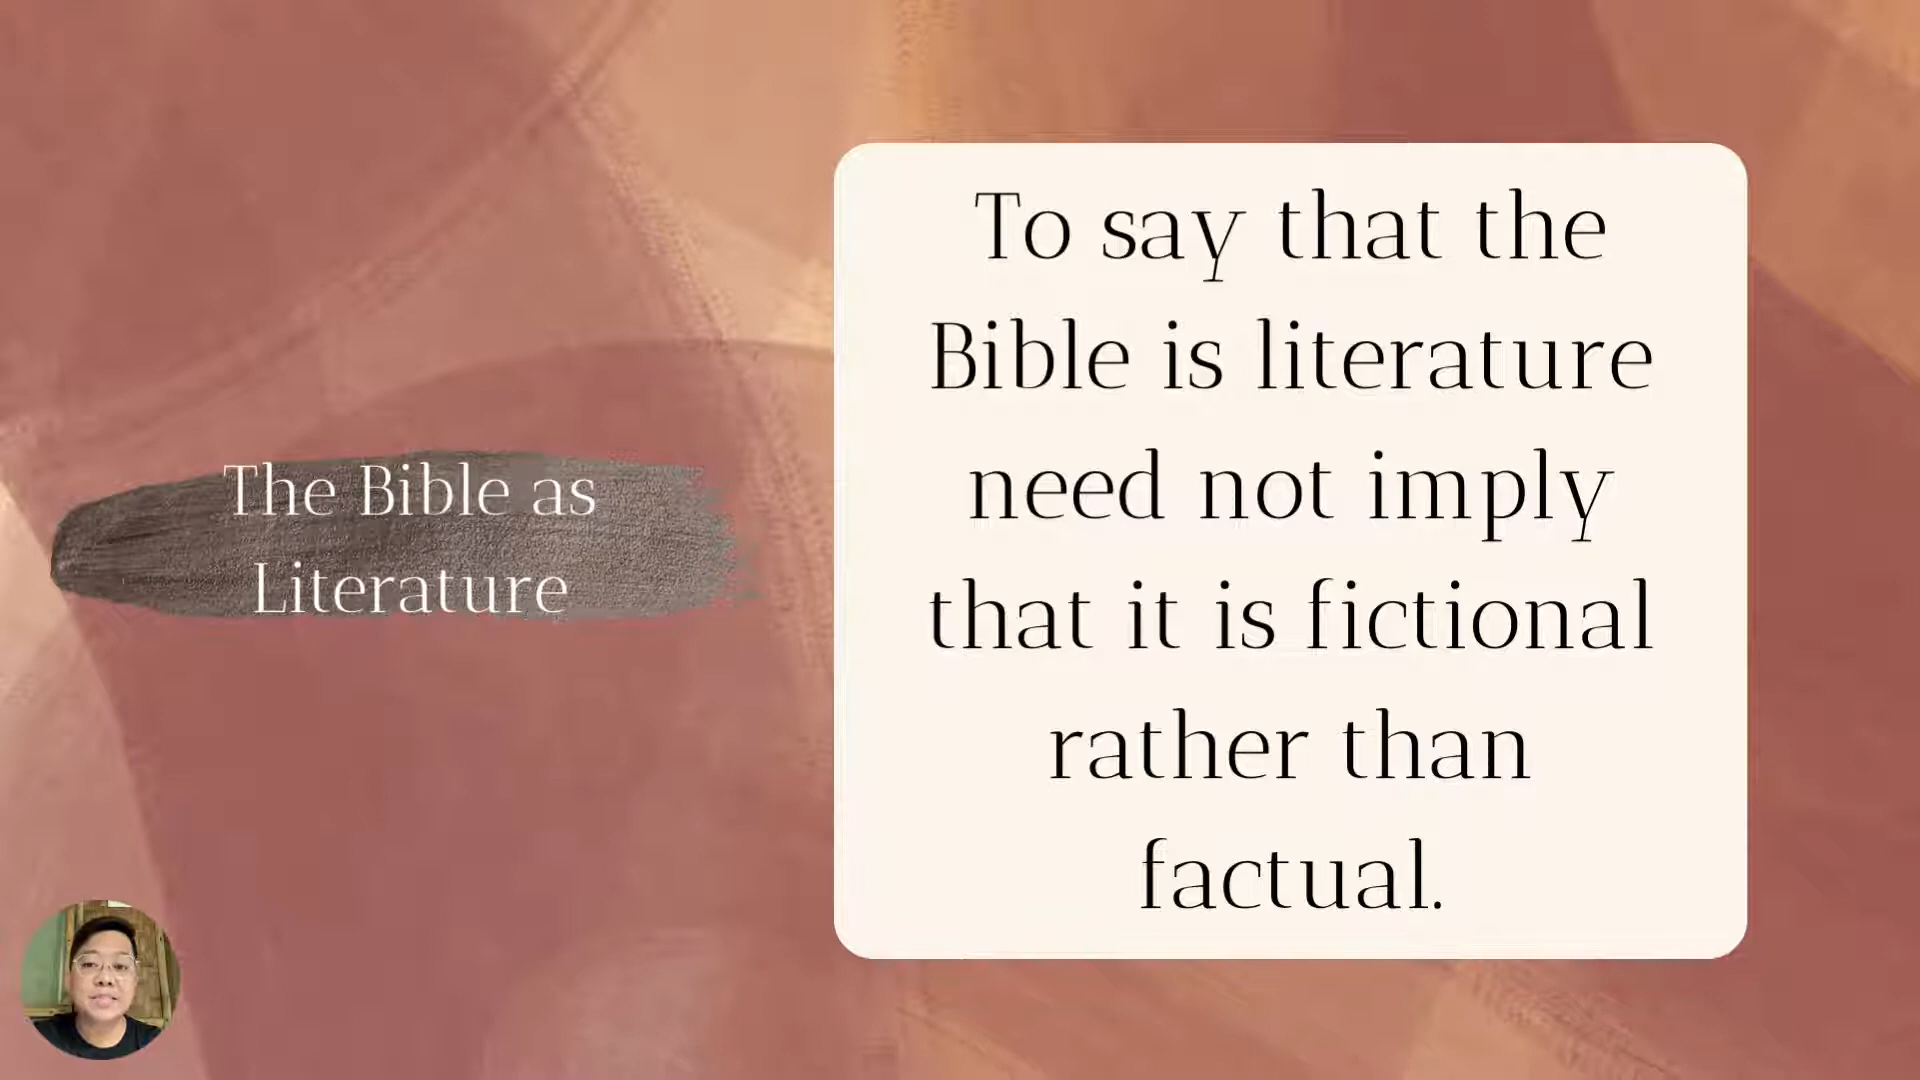 The Bible as
Literature
To say that the
Bible is literature
need not imply
that it is fictional
rather than
factual.